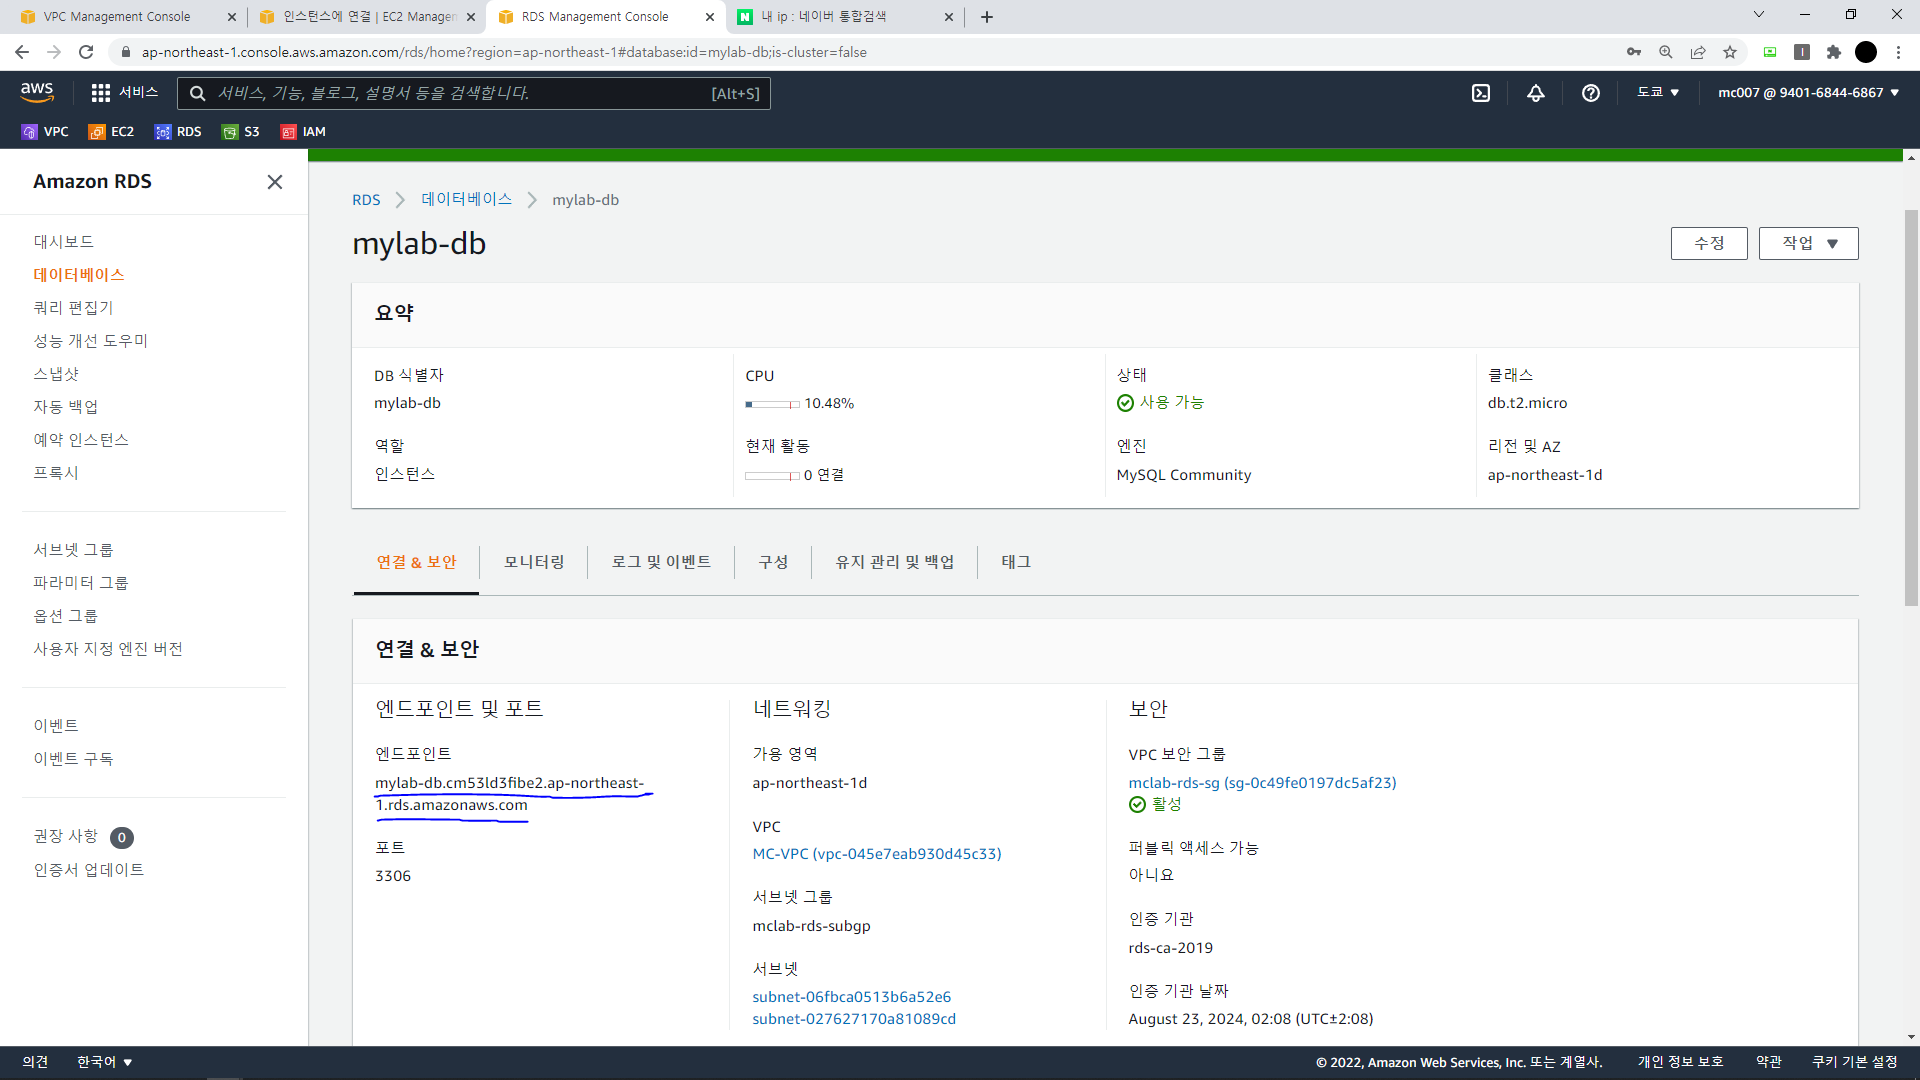 VPC Management Console
인스턴스에 연결 | EC2 Managem
RDS Management Console
내 ip : 네이버 통합검색
ap-northeast-1.console.aws.amazon.com/rds/home?region=ap-northeast-1#database:id=mylab-db;is-cluster=false
aws
서비스
서비스, 기능, 블로그, 설명서 등을 검색합니다.
[Alt+S]
도쿄
mc007 @ 9401-6844-6867
VPC
EC2
RDS
S3
IAM
Amazon RDS
대시보드
데이터베이스
쿼리 편집기
성능 개선 도우미
스냅샷
자동 백업
예약 인스턴스
프록시
서브넷 그룹
파라미터 그룹
옵션 그룹
사용자 지정 엔진 버전
이벤트
이벤트 구독
권장 사항 0
인증서 업데이트
RDS
데이터베이스
mylab-db
mylab-db
수정
작업
요약
DB 식별자
mylab-db
CPU
10.48%
상태
사용 가능
클래스
db.t2.micro
역할
인스턴스
현재 활동
0 연결
엔진
MySQL Community
리전 및 AZ
ap-northeast-1d
연결 & 보안
모니터링
로그 및 이벤트
구성
유지 관리 및 백업
태그
연결 & 보안
엔드포인트 및 포트
엔드포인트
mylab-db.cm53ld3fibe2.ap-northeast-
1.rds.amazonaws.com
포트
3306
네트워킹
가용 영역
ap-northeast-1d
VPC
MC-VPC (vpc-045e7eab930d45c33)
서브넷 그룹
mclab-rds-subgp
서브넷
subnet-06fbca0513b6a52e6
subnet-027627170a81089cd
보안
VPC 보안 그룹
mclab-rds-sg (sg-0c49fe0197dc5af23)
활성
퍼블릭 액세스 가능
아니요
인증 기관
rds-ca-2019
인증 기관 날짜
August 23, 2024, 02:08 (UTC±2:08)
의견
한국어
© 2022, Amazon Web Services, Inc. 또는 계열사.
개인 정보 보호
약관
쿠키 기본 설정